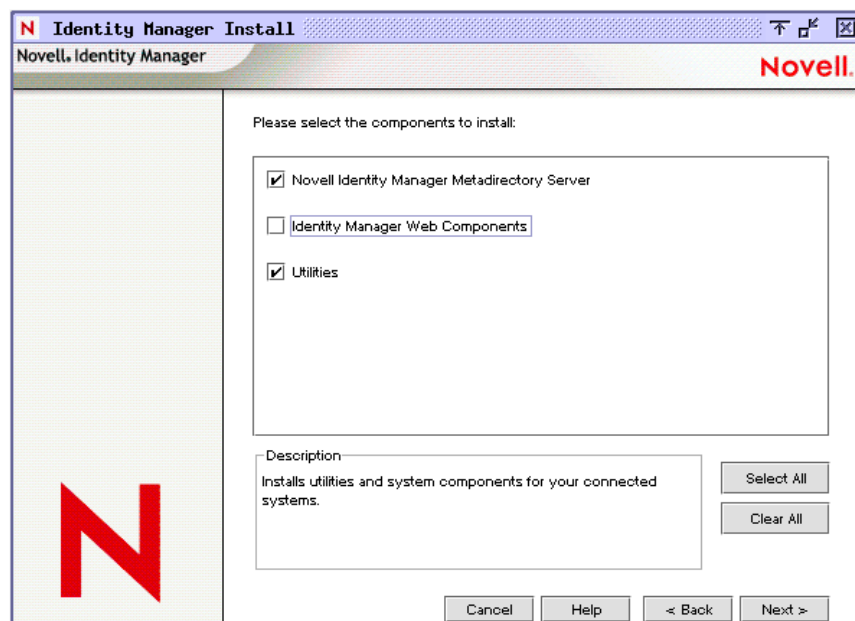 N Identity Manager Install
Novell. Identity Manager
Novell.
Please select the components to install:
Novell Identity Manager Metadirectory Server
Identity Manager Web Components
Utilities
Description
Installs utilities and system components for your connected
systems.
Select All
Clear All
N
Cancel
Help
< Back
Next >